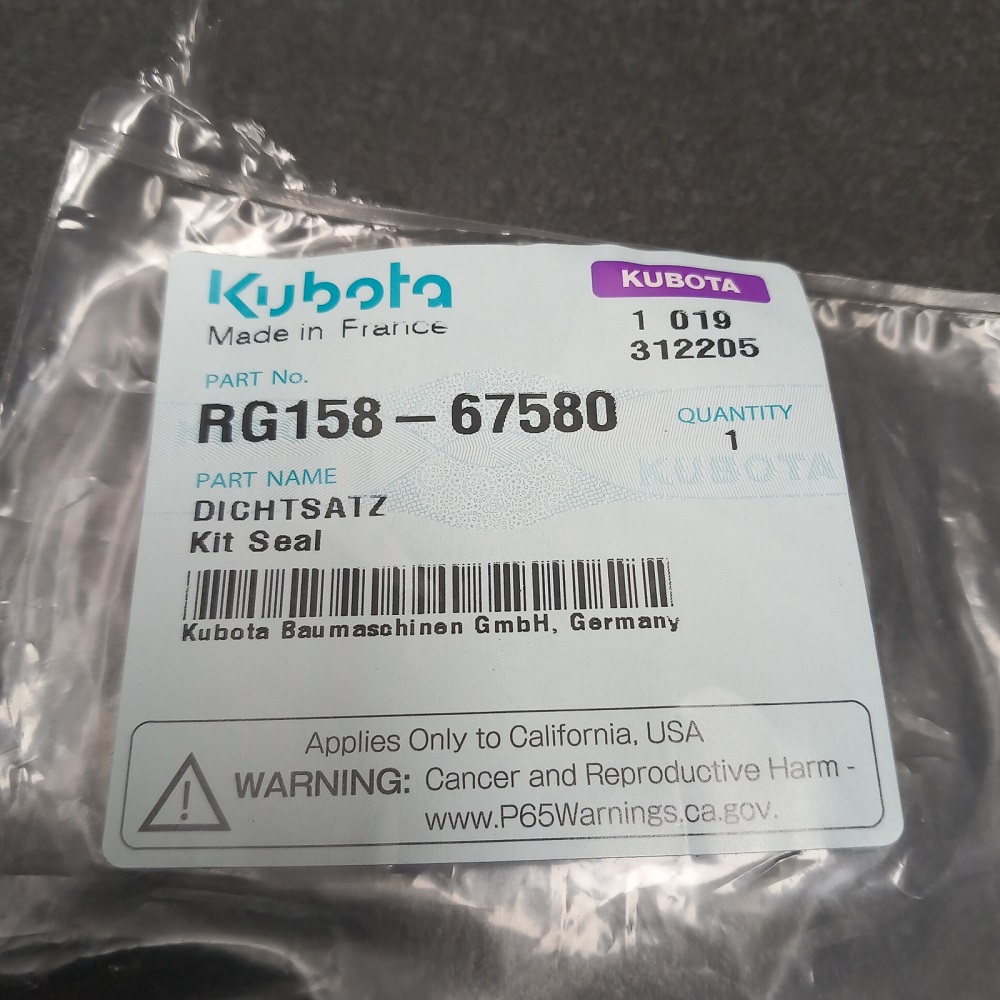 Kubota
Made in France
KUBOTA
1 019
312205
PART No.
RG158-67580
QUANTITY
1
PART NAME
DICHTSATZ
Kit Seal
KUBOTA
Kubota Baumaschinen GmbH, Germany
Applies Only to California, USA
WARNING: Cancer and Reproductive Harm -
www.P65Warnings.ca.gov.